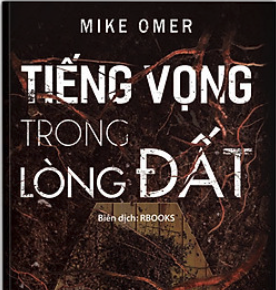 MIKE OMER
TIẾNG VỌNG
TRONG
LÒNG ĐẤT
Biên dịch: RBOOKS